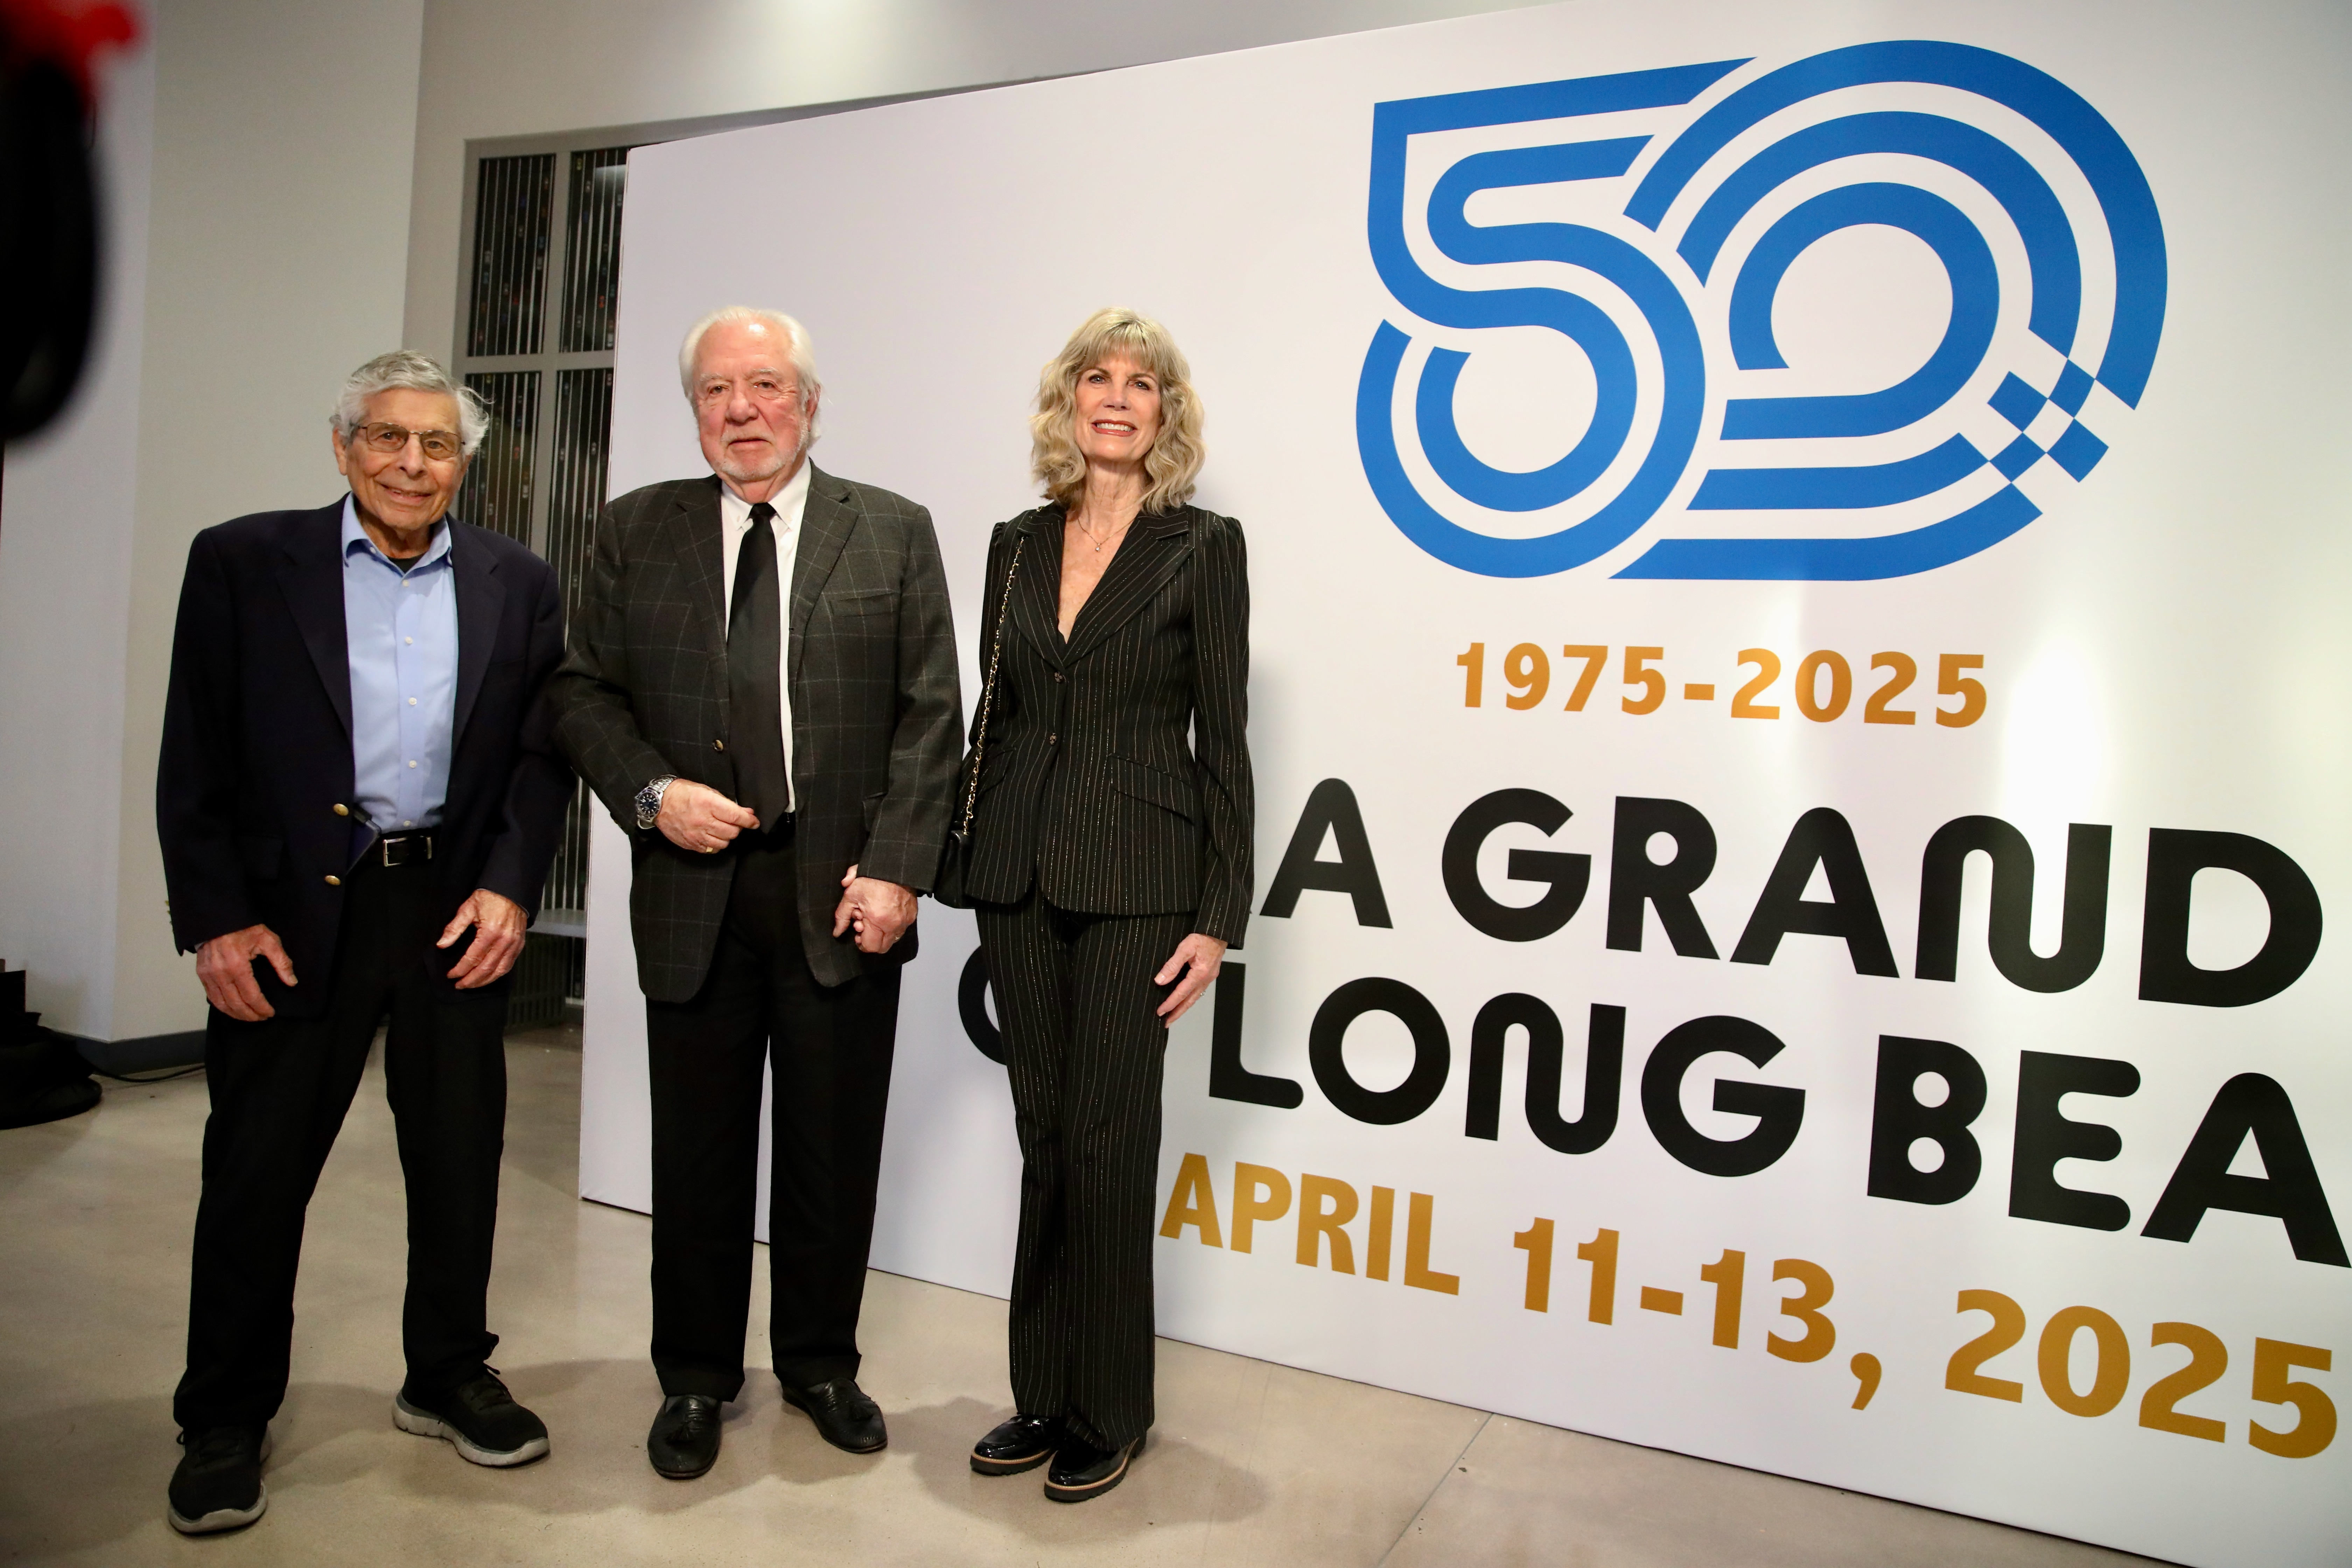 50
1975-2025
A GRAND
LONG BEA
APRIL 11-13, 2025